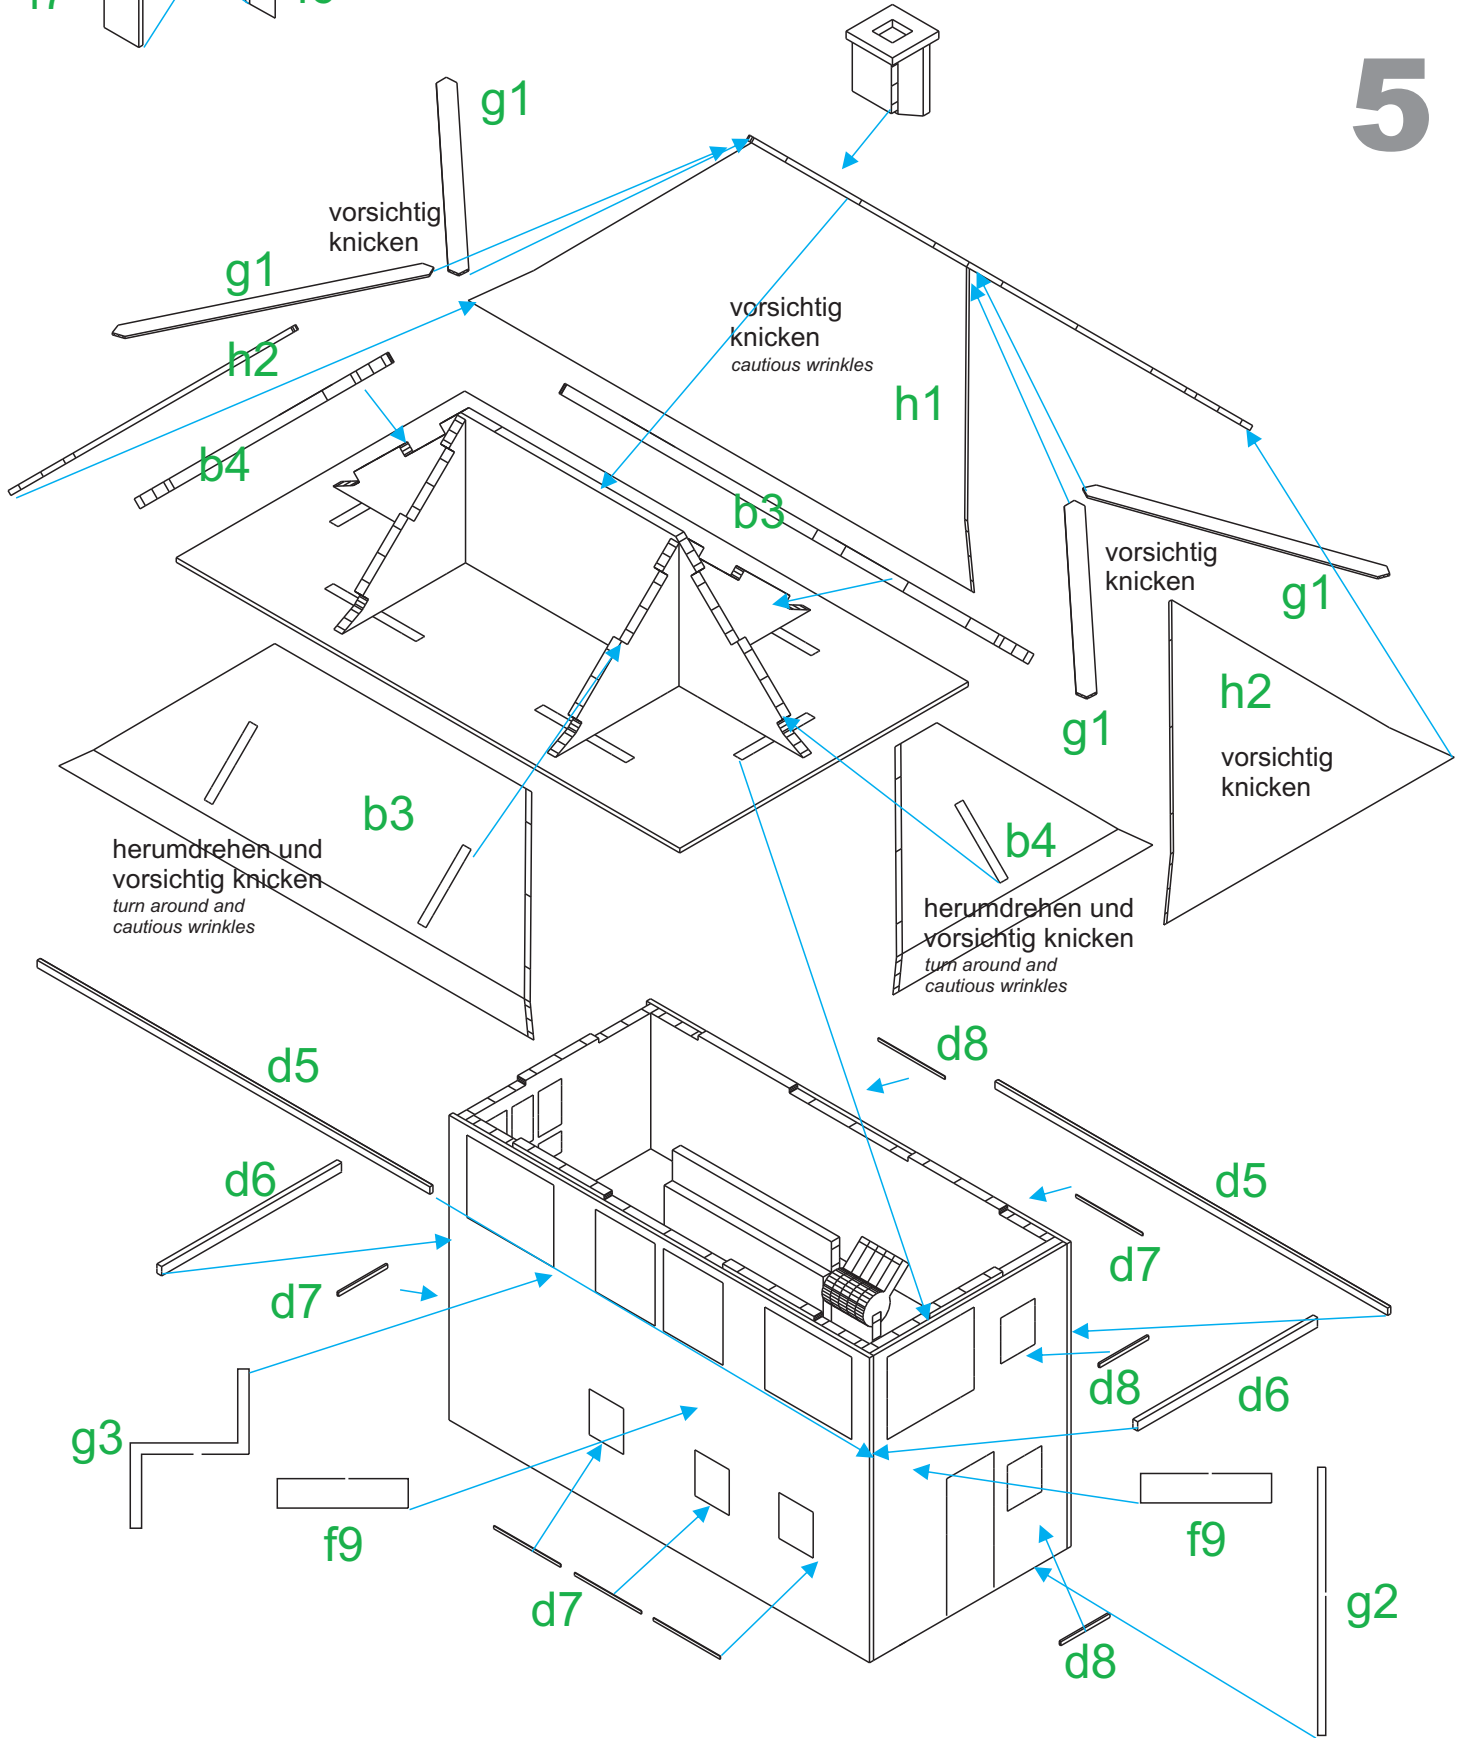 5
g1
vorsichtig
knicken
g1
h2
b4
vorsichtig
knicken
cautious wrinkles
h1
b3
vorsichtig
knicken
g1
g1
h2
vorsichtig
knicken
b3
herumdrehen und
vorsichtig knicken
turn around and
cautious wrinkles
b4
herumdrehen und
vorsichtig knicken
turn around and
cautious wrinkles
d5
d8
d6
d5
d7
d7
d8
d6
g3
f9
f9
d7
g2
d8